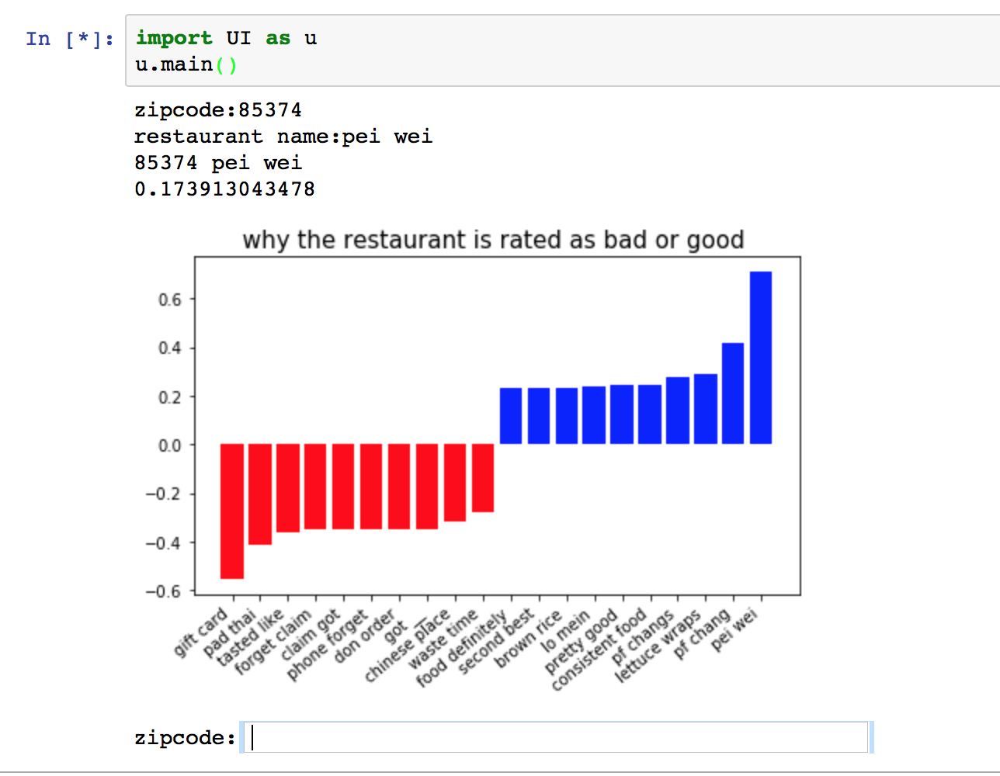 In [*]:
import UI as u
u.main()
zipcode:85374
restaurant name:pei wei
85374 pei wei
0.173913043478
why the restaurant is rated as bad or good
0.6
0.4
0.2
0.0
−0.2
−0.4
−0.6
gift card
pad thai
tasted like
forget claim
claim got
phone forget
don order
got __
chinese place
waste time
food definitely
second best
brown rice
lo mein
pretty good
consistent food
pf changs
lettuce wraps
pf chang
pei wei
zipcode: